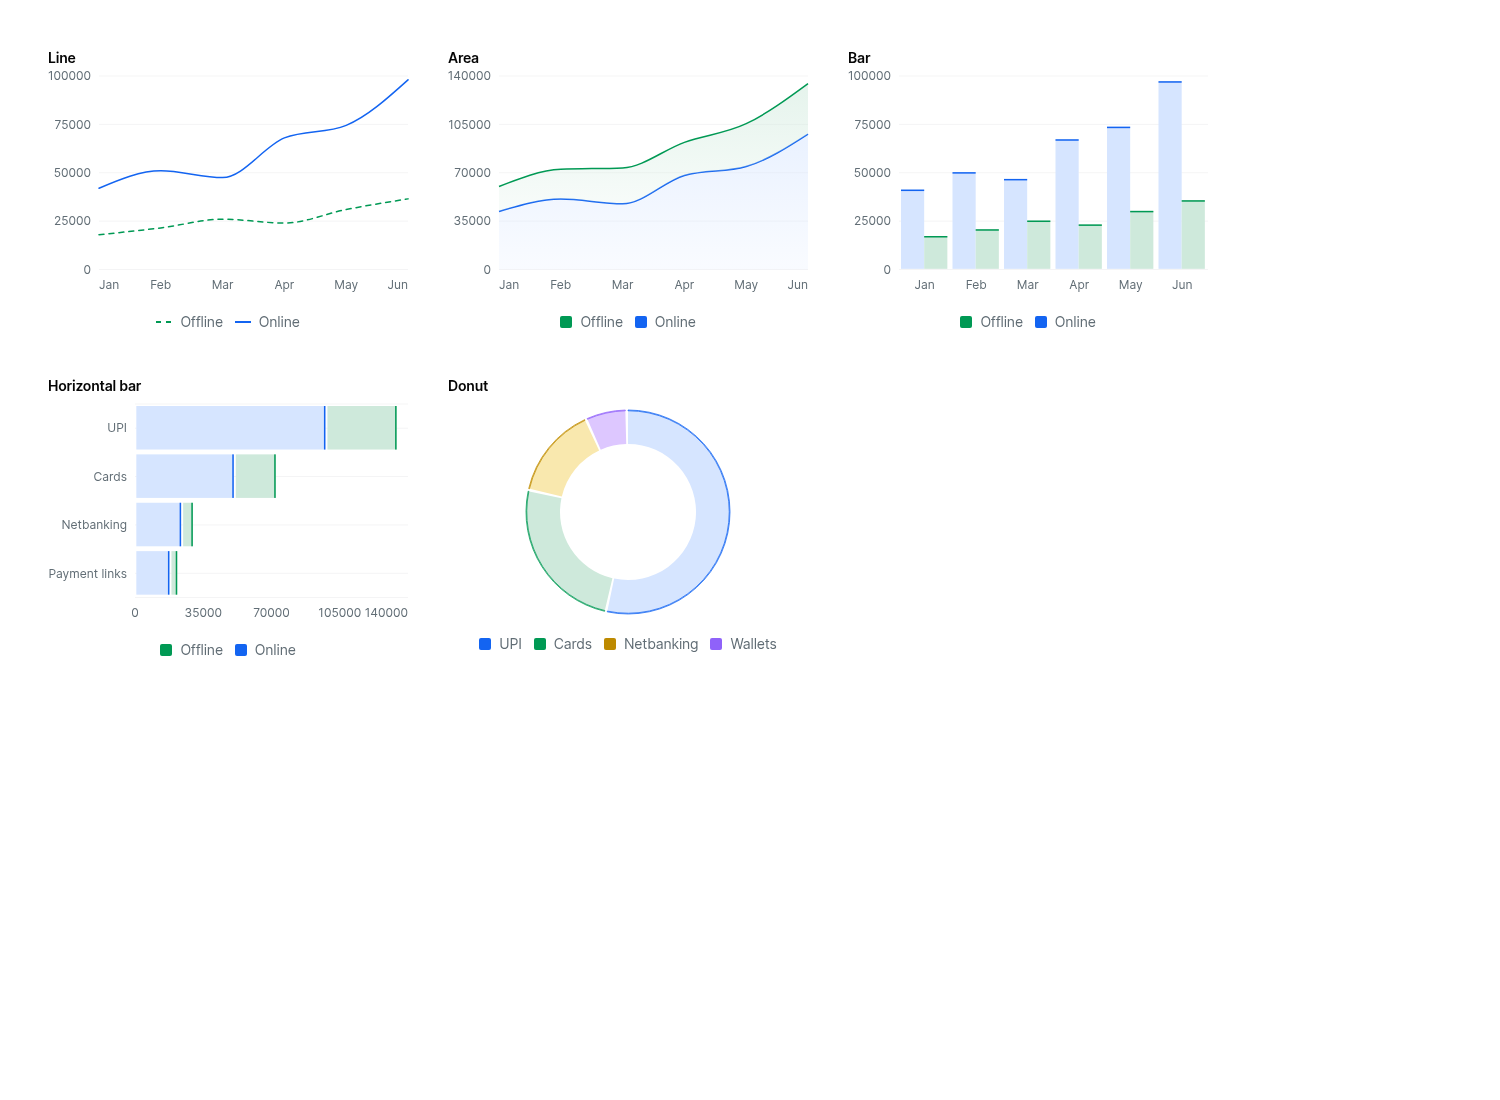 Line
100000
75000
50000
25000
0
Jan Feb Mar Apr May Jun
Offline Online
Area
140000
105000
70000
35000
0
Jan Feb Mar Apr May Jun
Offline Online
Bar
100000
75000
50000
25000
0
Jan Feb Mar Apr May Jun
Offline Online
Horizontal bar
UPI
Cards
Netbanking
Payment links
0 35000 70000 105000 140000
Offline Online
Donut
UPI Cards Netbanking Wallets